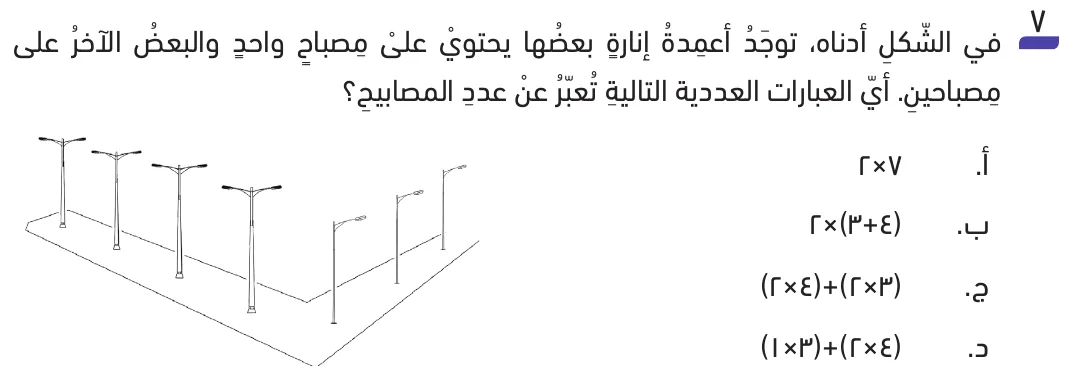 ٧
في الشّكلِ أدناه، توجَدُ أعمِدةُ إنارةٍ بعضُها يحتويْ علىْ مِصباحٍ واحدٍ والبعضُ الآخرُ على
مِصباحينِ. أيّ العبارات العددية التاليةِ تُعبّرُ عنْ عددِ المصابيحِ؟
أ. ٢×٧
ب. ٢×(٣+٤)
ج. (٢×٤)+(٢×٣)
د. (١×٣)+(٢×٤)